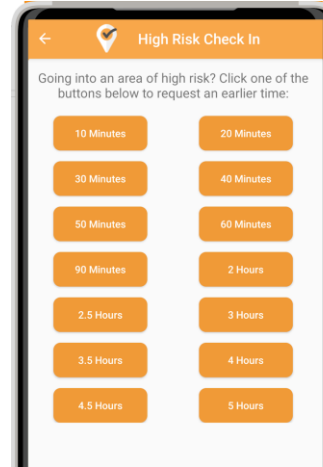 High Risk Check In
Going into an area of high risk? Click one of the
buttons below to request an earlier time:
10 Minutes
20 Minutes
30 Minutes
40 Minutes
50 Minutes
60 Minutes
90 Minutes
2 Hours
2.5 Hours
3 Hours
3.5 Hours
4 Hours
4.5 Hours
5 Hours